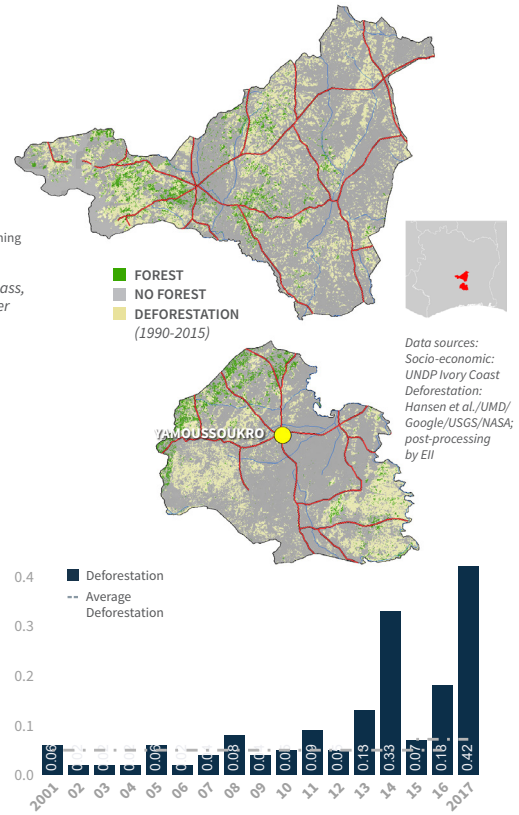 ning
ass,
er
FOREST
NO FOREST
DEFORESTATION
(1990-2015)
Data sources:
Socio-economic:
UNDP Ivory Coast
Deforestation:
Hansen et al./UMD/
Google/USGS/NASA;
post-processing
by EII
YAMOUSSOUKRO
Deforestation
Average
Deforestation
0.4
0.3
0.2
0.1
0.0
0.06
0.06
0.08
0.09
0.13
0.33
0.07
0.18
0.42
2001
02
03
04
05
06
07
08
09
10
11
12
13
14
15
16
2017